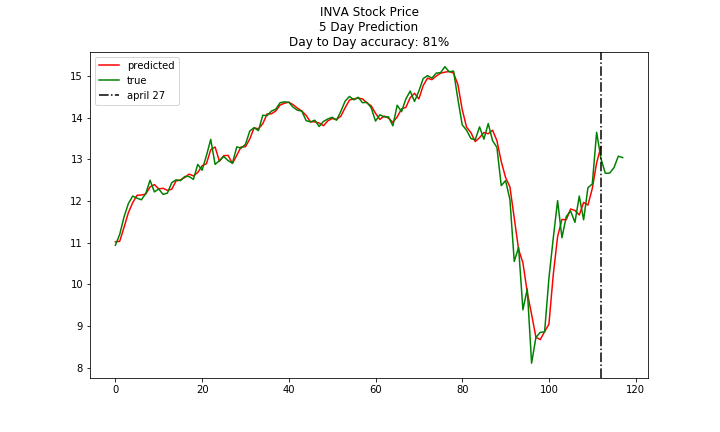 INVA Stock Price
5 Day Prediction
Day to Day accuracy: 81%
predicted
true
april 27
15
14
13
12
11
10
9
8
0
20
40
60
80
100
120